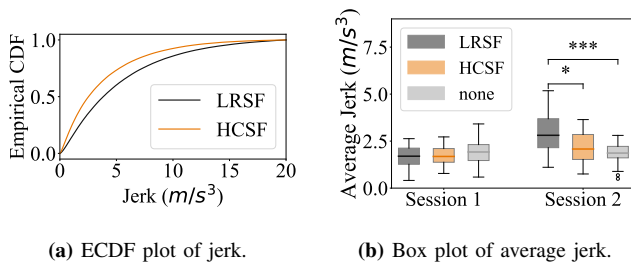 Empirical CDF
1.0
0.5
0.0
0
5
10
15
20
Jerk (m/s³)
LRSF
HCSF
(a) ECDF plot of jerk.
Average Jerk (m/s³)
7.5
5.0
2.5
0.0
LRSF
HCSF
none
***
*
Session 1
Session 2
(b) Box plot of average jerk.